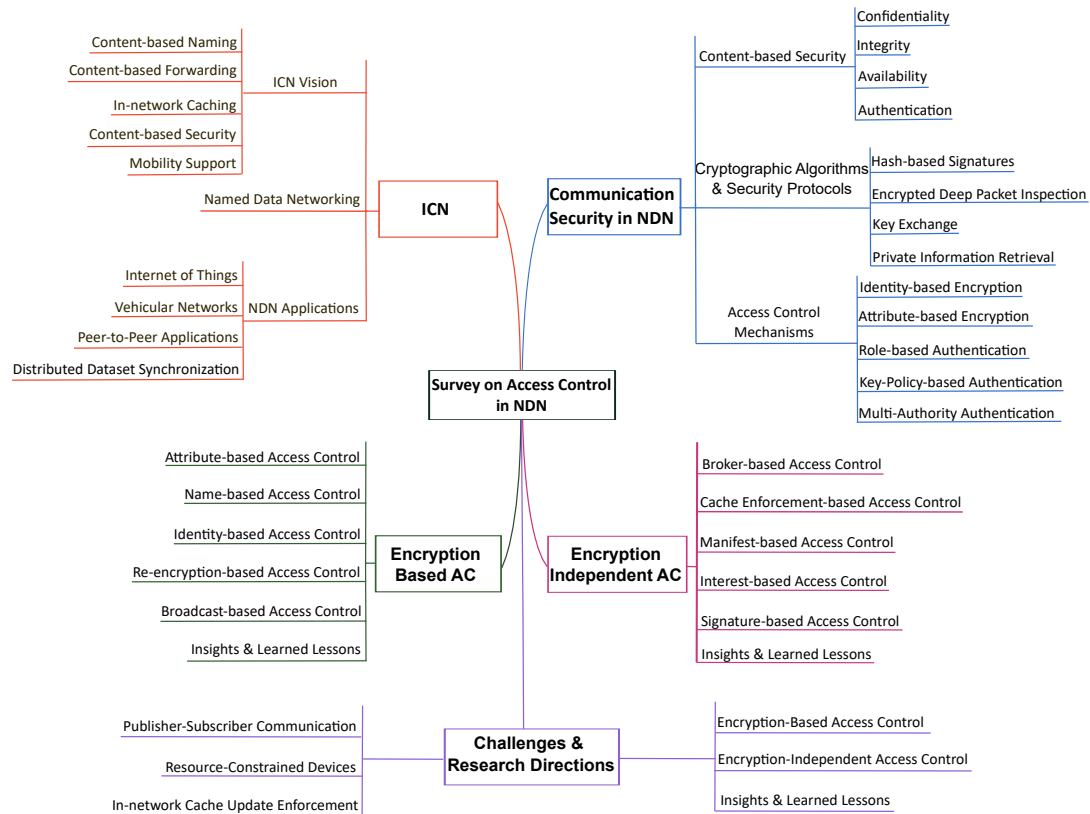 Content-based Naming
Content-based Forwarding
In-network Caching
Content-based Security
Mobility Support
ICN Vision
Named Data Networking
Internet of Things
Vehicular Networks
Peer-to-Peer Applications
Distributed Dataset Synchronization
NDN Applications
ICN
Communication
Security in NDN
Content-based Security
Confidentiality
Integrity
Availability
Authentication
Cryptographic Algorithms
& Security Protocols
Hash-based Signatures
Encrypted Deep Packet Inspection
Key Exchange
Private Information Retrieval
Access Control
Mechanisms
Identity-based Encryption
Attribute-based Encryption
Role-based Authentication
Key-Policy-based Authentication
Multi-Authority Authentication
Survey on Access Control
in NDN
Attribute-based Access Control
Name-based Access Control
Identity-based Access Control
Re-encryption-based Access Control
Broadcast-based Access Control
Insights & Learned Lessons
Encryption
Based AC
Encryption
Independent AC
Broker-based Access Control
Cache Enforcement-based Access Control
Manifest-based Access Control
Interest-based Access Control
Signature-based Access Control
Insights & Learned Lessons
Publisher-Subscriber Communication
Resource-Constrained Devices
In-network Cache Update Enforcement
Challenges &
Research Directions
Encryption-Based Access Control
Encryption-Independent Access Control
Insights & Learned Lessons